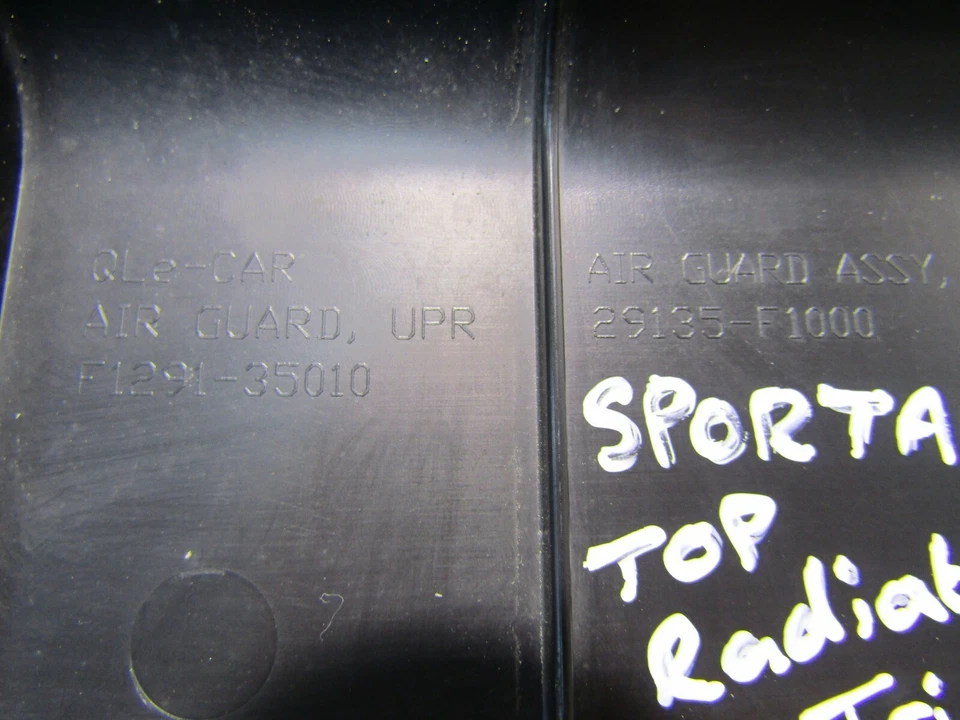 QLe-CAR
AIR GUARD, UPR
F1291-35010
AIR GUARD ASSY,
29135-F1000
SPORTA
TOP
Radiat